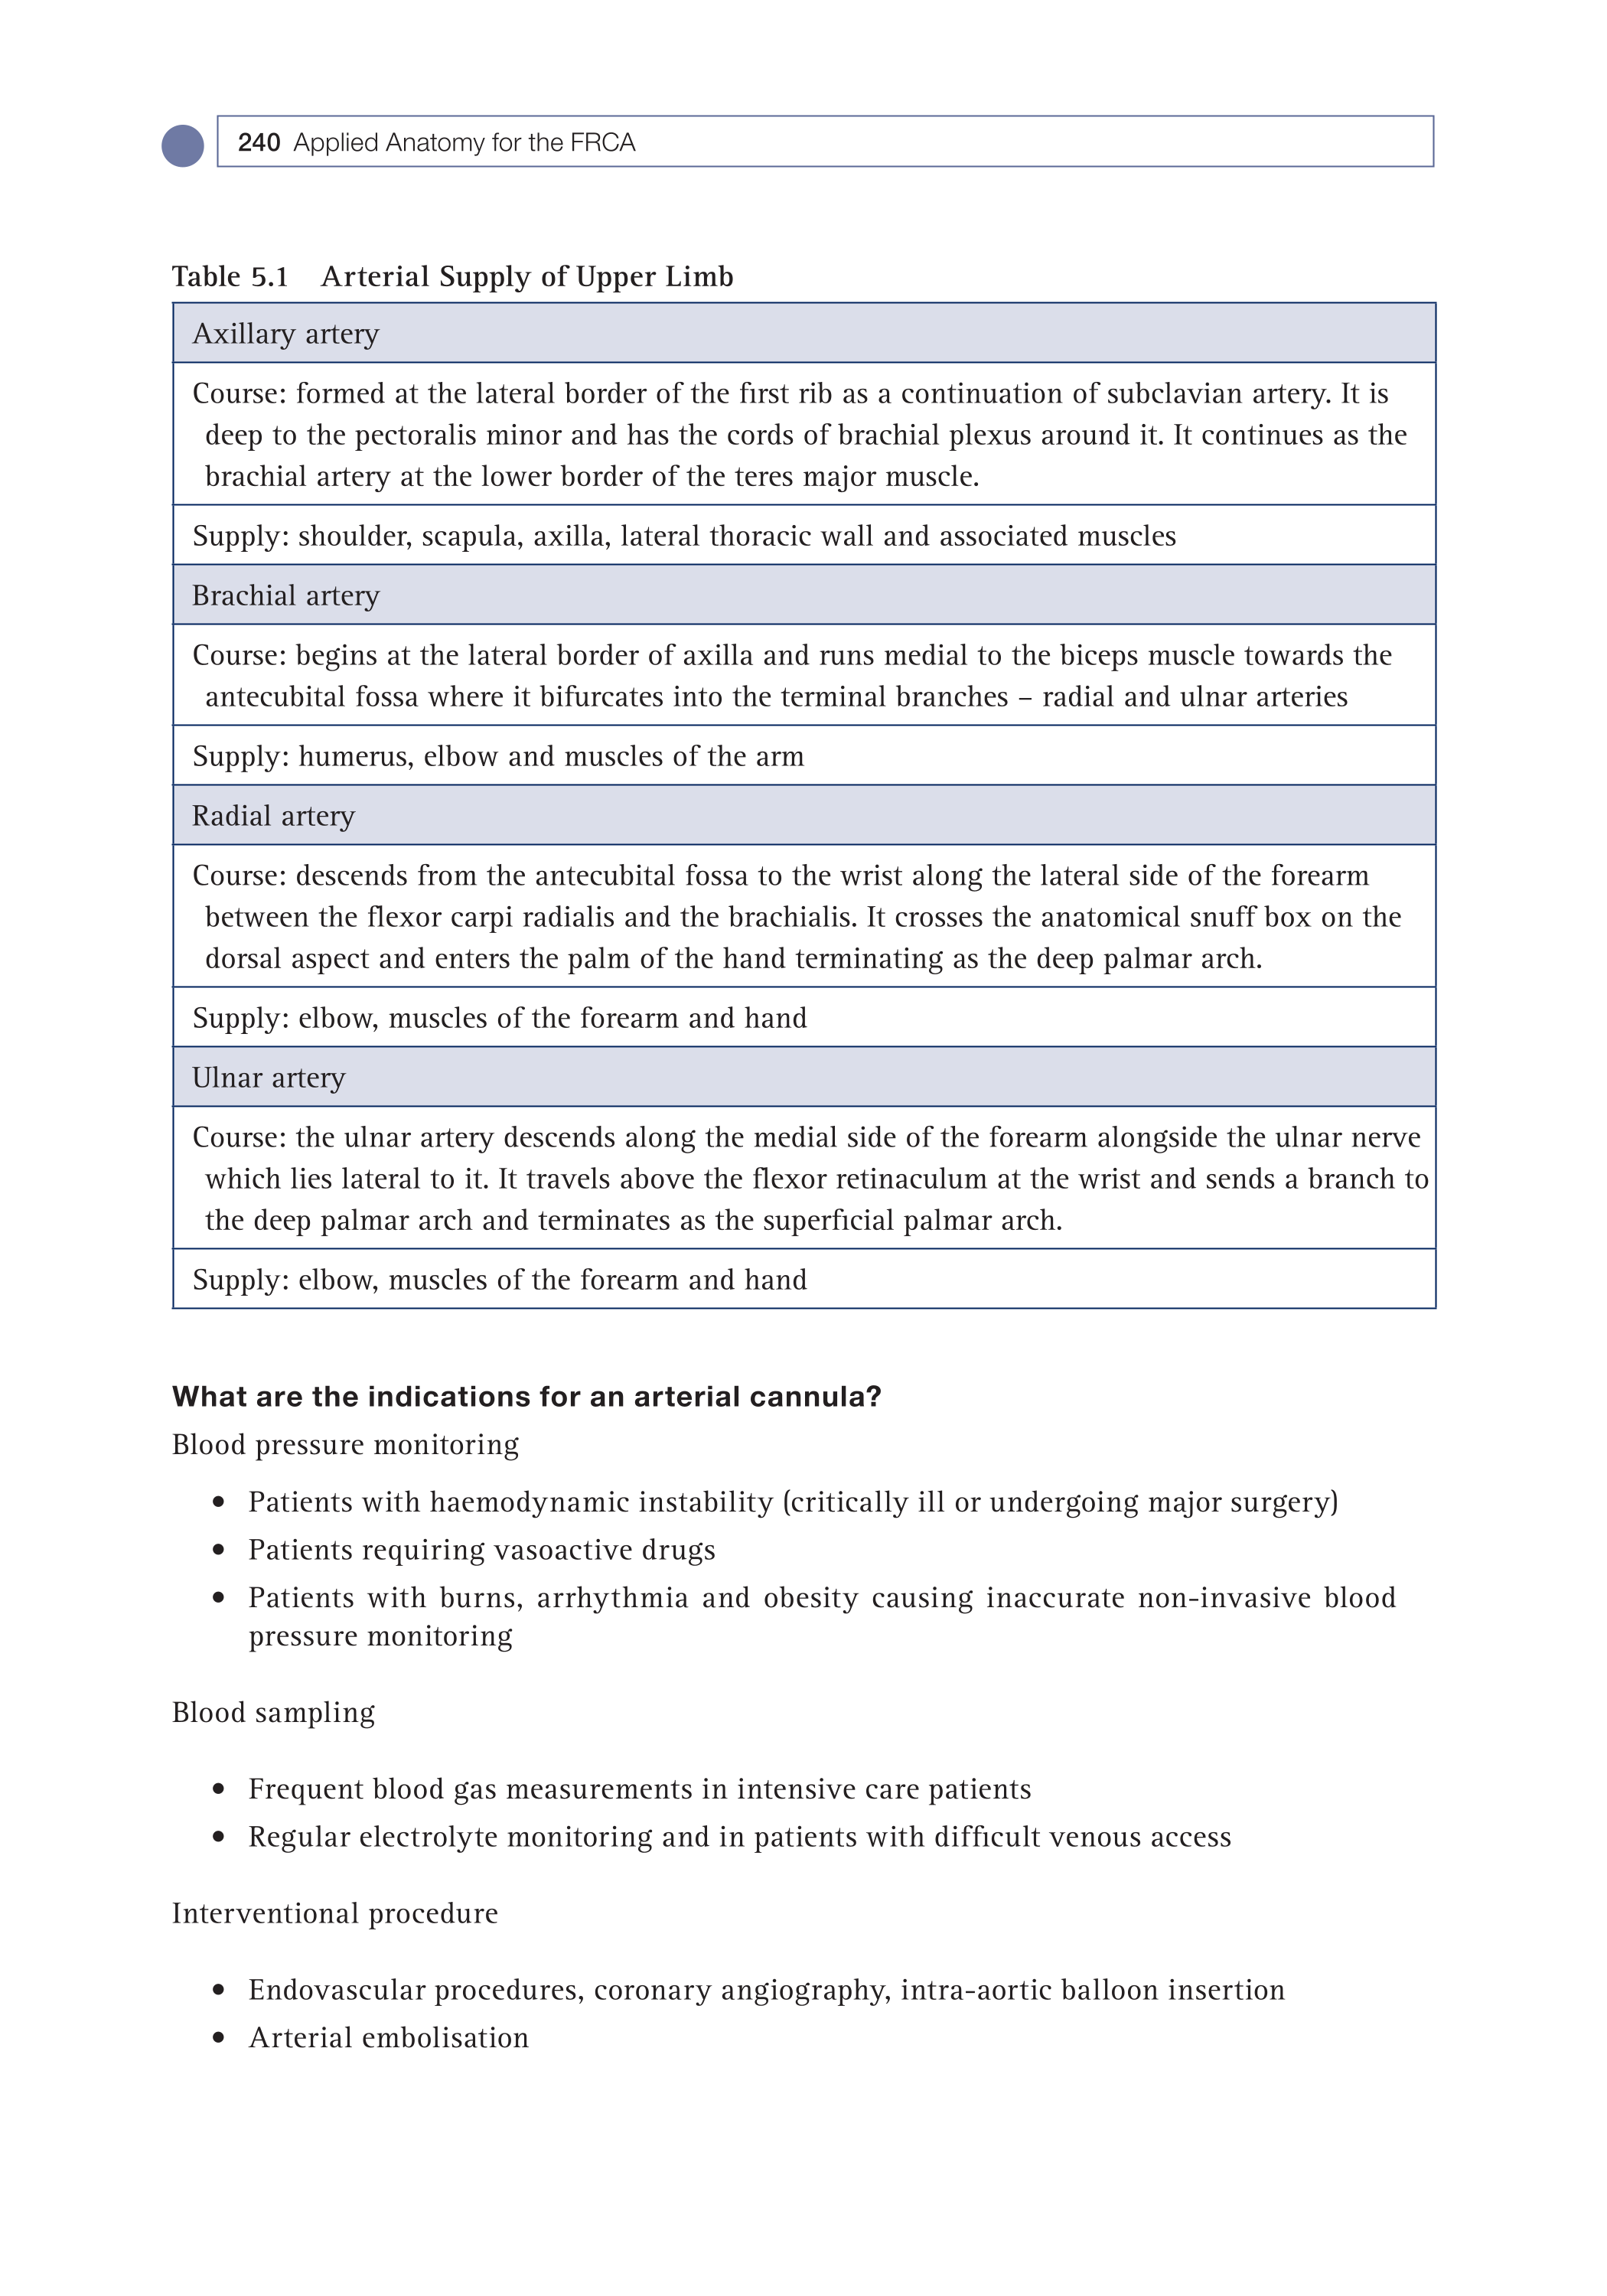 240 Applied Anatomy for the FRCA
Table 5.1 Arterial Supply of Upper Limb
Axillary artery
Course: formed at the lateral border of the first rib as a continuation of subclavian artery. It is
deep to the pectoralis minor and has the cords of brachial plexus around it. It continues as the
brachial artery at the lower border of the teres major muscle.
Supply: shoulder, scapula, axilla, lateral thoracic wall and associated muscles
Brachial artery
Course: begins at the lateral border of axilla and runs medial to the biceps muscle towards the
antecubital fossa where it bifurcates into the terminal branches – radial and ulnar arteries
Supply: humerus, elbow and muscles of the arm
Radial artery
Course: descends from the antecubital fossa to the wrist along the lateral side of the forearm
between the flexor carpi radialis and the brachialis. It crosses the anatomical snuff box on the
dorsal aspect and enters the palm of the hand terminating as the deep palmar arch.
Supply: elbow, muscles of the forearm and hand
Ulnar artery
Course: the ulnar artery descends along the medial side of the forearm alongside the ulnar nerve
which lies lateral to it. It travels above the flexor retinaculum at the wrist and sends a branch to
the deep palmar arch and terminates as the superficial palmar arch.
Supply: elbow, muscles of the forearm and hand
What are the indications for an arterial cannula?
Blood pressure monitoring
• Patients with haemodynamic instability (critically ill or undergoing major surgery)
• Patients requiring vasoactive drugs
• Patients with burns, arrhythmia and obesity causing inaccurate non-invasive blood
pressure monitoring
Blood sampling
• Frequent blood gas measurements in intensive care patients
• Regular electrolyte monitoring and in patients with difficult venous access
Interventional procedure
• Endovascular procedures, coronary angiography, intra-aortic balloon insertion
• Arterial embolisation